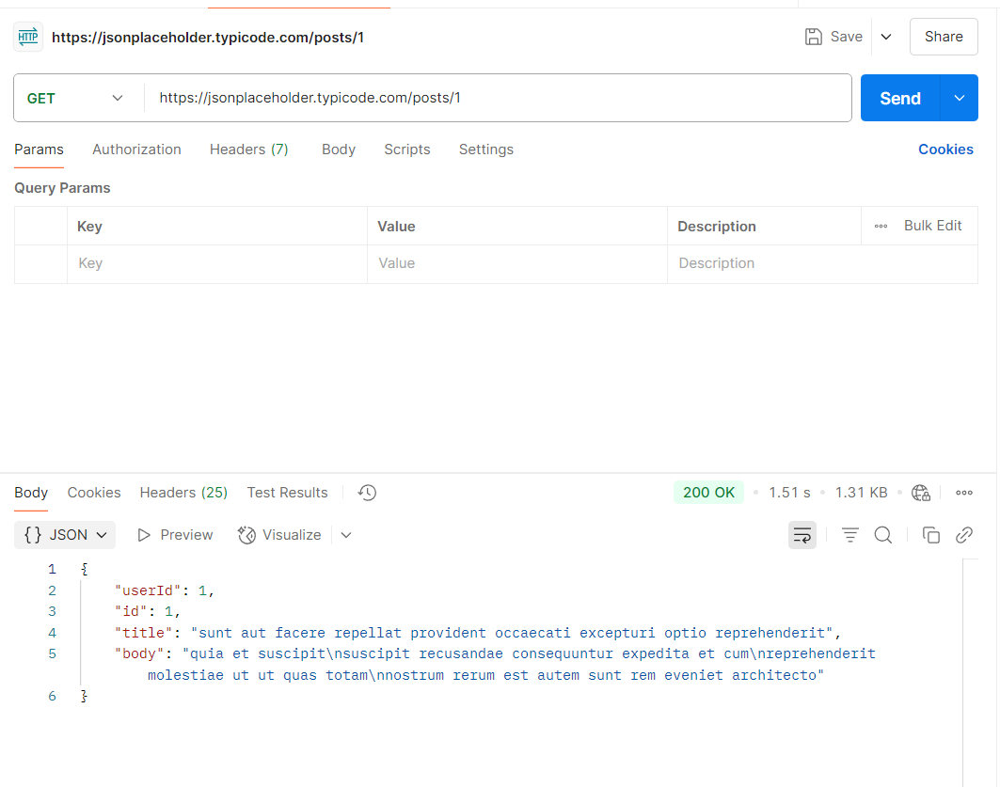 HTTP https://jsonplaceholder.typicode.com/posts/1 Save Share
GET https://jsonplaceholder.typicode.com/posts/1 Send
Params Authorization Headers (7) Body Scripts Settings Cookies
Query Params
Key Value Description Bulk Edit
Key Value Description
Body Cookies Headers (25) Test Results 200 OK • 1.51 s • 1.31 KB •
{} JSON Preview Visualize
1 {
2 "userId": 1,
3 "id": 1,
4 "title": "sunt aut facere repellat provident occaecati excepturi optio reprehenderit",
5 "body": "quia et suscipit\nsuscipit recusandae consequuntur expedita et cum\nreprehenderit
molestiae ut ut quas totam\nnostrum rerum est autem sunt rem eveniet architecto"
6 }